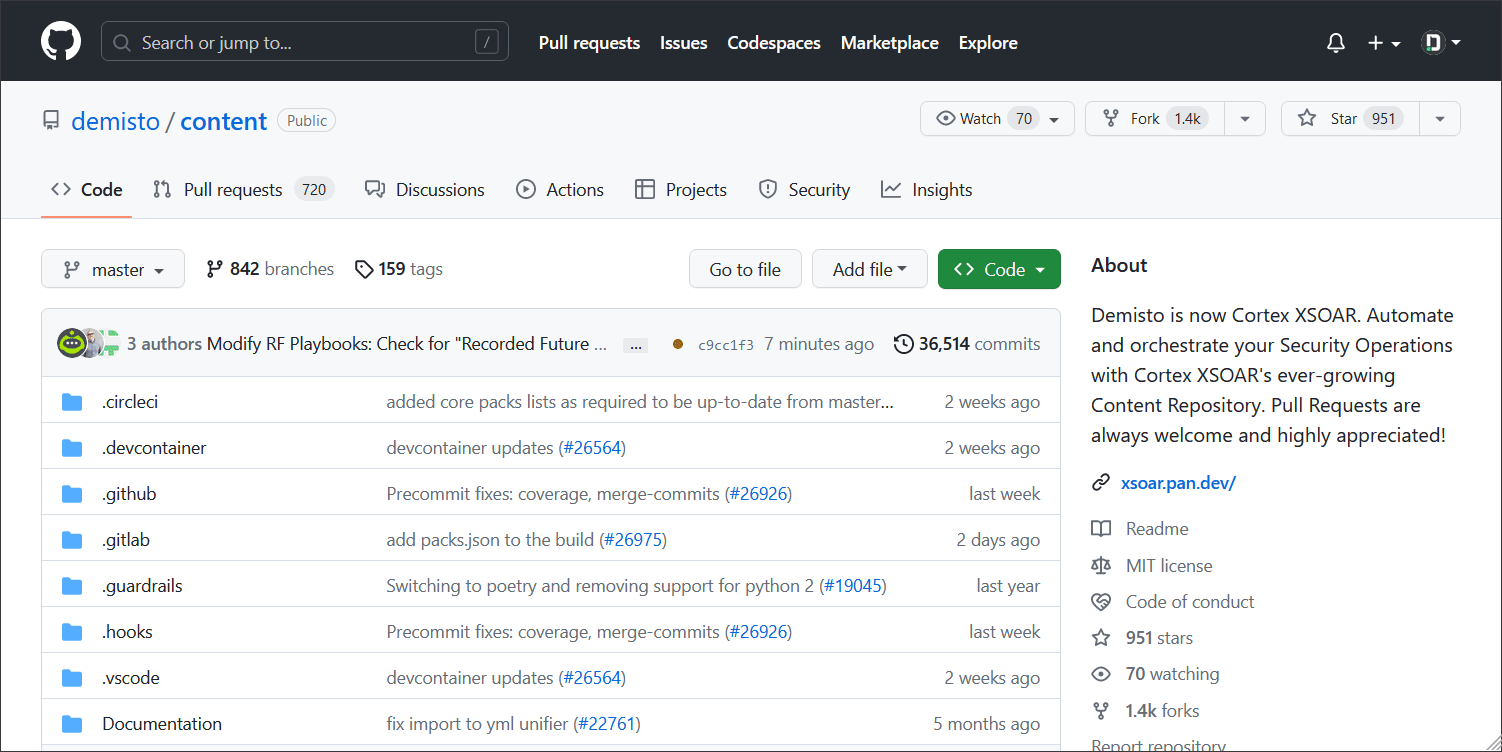 Search or jump to... /
Pull requests Issues Codespaces Marketplace Explore
demisto / content Public
Watch 70 Fork 1.4k Star 951
Code Pull requests 720 Discussions Actions Projects Security Insights
master 842 branches 159 tags Go to file Add file Code
3 authors Modify RF Playbooks: Check for "Recorded Future ... ... c9cc1f3 7 minutes ago 36,514 commits
.circleci added core packs lists as required to be up-to-date from master... 2 weeks ago
.devcontainer devcontainer updates (#26564) 2 weeks ago
.github Precommit fixes: coverage, merge-commits (#26926) last week
.gitlab add packs.json to the build (#26975) 2 days ago
.guardrails Switching to poetry and removing support for python 2 (#19045) last year
.hooks Precommit fixes: coverage, merge-commits (#26926) last week
.vscode devcontainer updates (#26564) 2 weeks ago
Documentation fix import to yml unifier (#22761) 5 months ago
About
Demisto is now Cortex XSOAR. Automate
and orchestrate your Security Operations
with Cortex XSOAR's ever-growing
Content Repository. Pull Requests are
always welcome and highly appreciated!
xsoar.pan.dev/
Readme
MIT license
Code of conduct
951 stars
70 watching
1.4k forks
Report repository